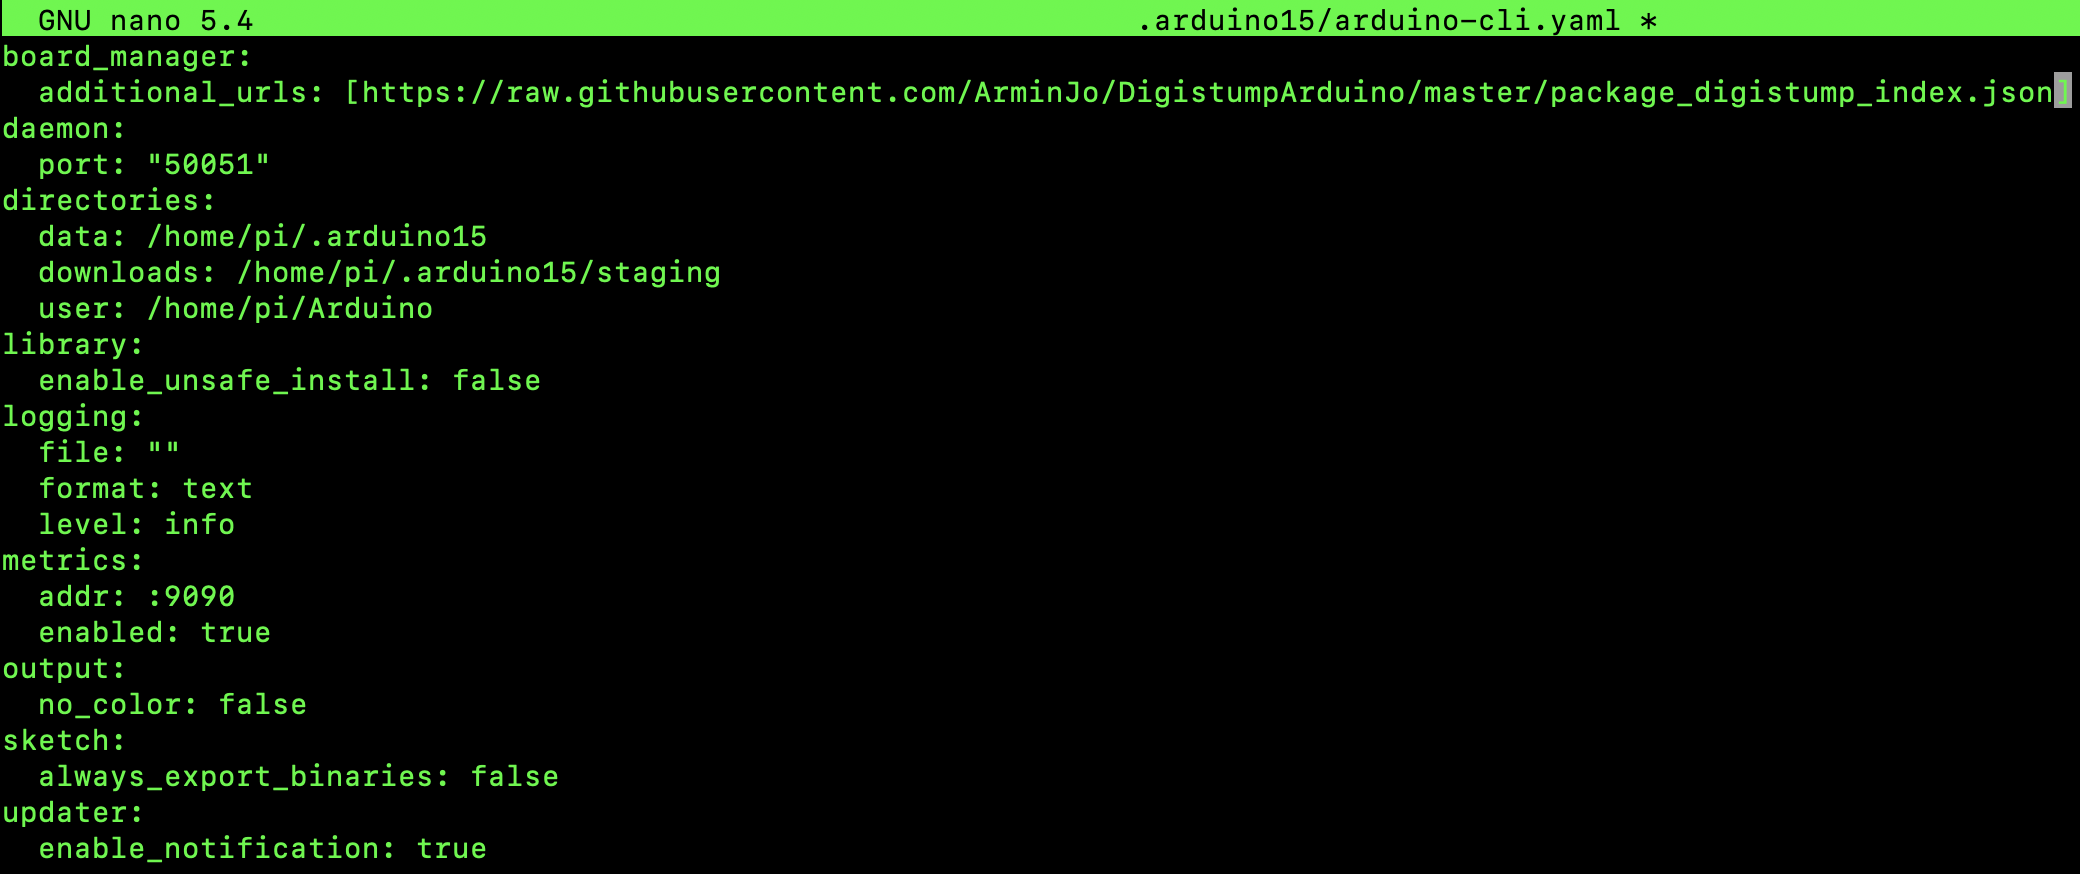 GNU nano 5.4 .arduino15/arduino-cli.yaml *
board_manager:
  additional_urls: [https://raw.githubusercontent.com/ArminJo/DigistumpArduino/master/package_digistump_index.json]
daemon:
  port: "50051"
directories:
  data: /home/pi/.arduino15
  downloads: /home/pi/.arduino15/staging
  user: /home/pi/Arduino
library:
  enable_unsafe_install: false
logging:
  file: ""
  format: text
  level: info
metrics:
  addr: :9090
  enabled: true
output:
  no_color: false
sketch:
  always_export_binaries: false
updater:
  enable_notification: true